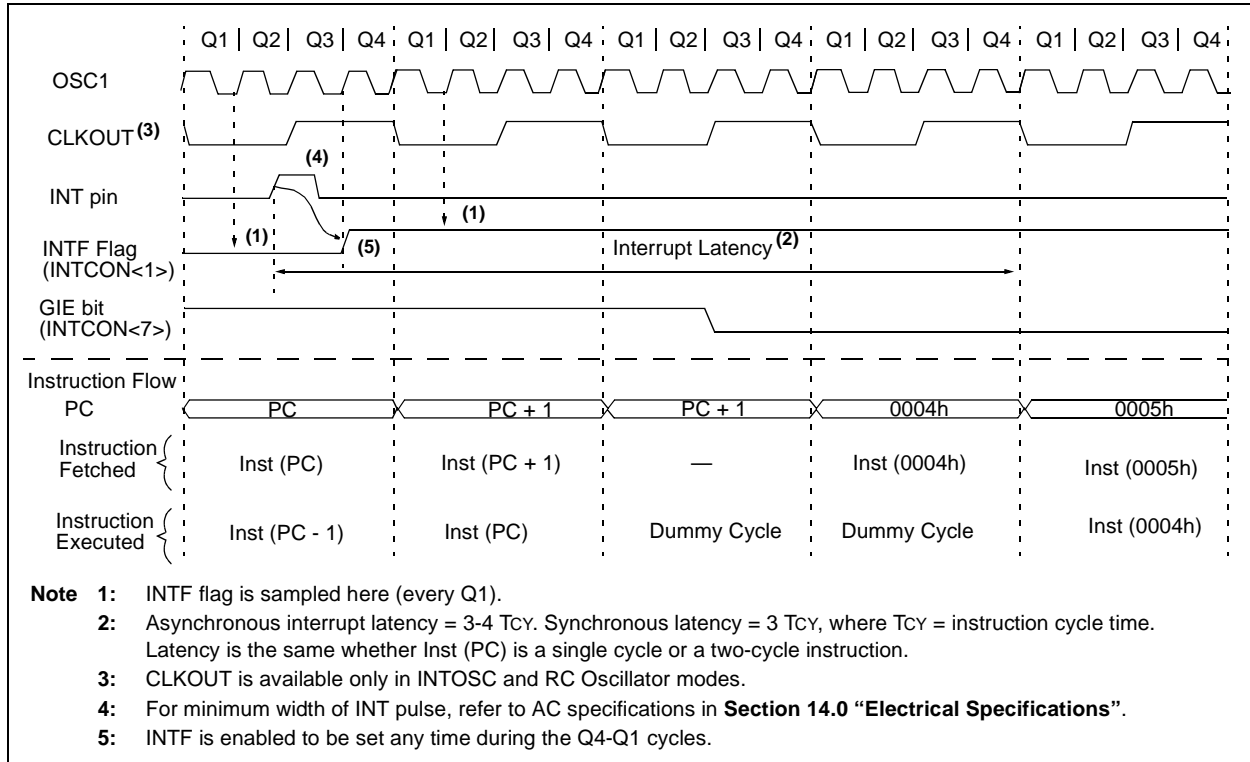 Q1 | Q2 | Q3 | Q4 Q1 | Q2 | Q3 | Q4 Q1 | Q2 | Q3 | Q4 Q1 | Q2 | Q3 | Q4 Q1 | Q2 | Q3 | Q4
OSC1
CLKOUT (3)
(4)
INT pin
(1)
(1)
(5)
INTF Flag
(INTCON<1>)
Interrupt Latency (2)
GIE bit
(INTCON<7>)
Instruction Flow
PC PC PC + 1 PC + 1 0004h 0005h
Instruction
Fetched
Inst (PC) Inst (PC + 1) — Inst (0004h) Inst (0005h)
Instruction
Executed
Inst (PC - 1) Inst (PC) Dummy Cycle Dummy Cycle Inst (0004h)
Note 1: INTF flag is sampled here (every Q1).
2: Asynchronous interrupt latency = 3-4 TCY. Synchronous latency = 3 TCY, where TCY = instruction cycle time.
Latency is the same whether Inst (PC) is a single cycle or a two-cycle instruction.
3: CLKOUT is available only in INTOSC and RC Oscillator modes.
4: For minimum width of INT pulse, refer to AC specifications in Section 14.0 “Electrical Specifications”.
5: INTF is enabled to be set any time during the Q4-Q1 cycles.